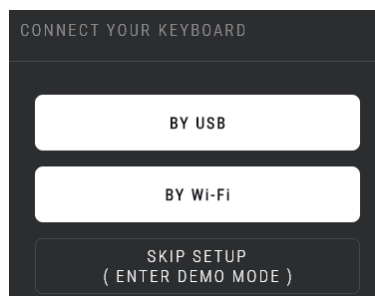 CONNECT YOUR KEYBOARD
BY USB
BY Wi-Fi
SKIP SETUP
( ENTER DEMO MODE )